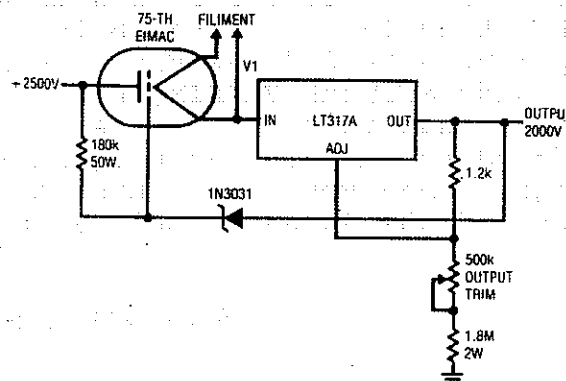 75-TH
EIMAC
FILIMENT
V1
+2500V
180k
50W
IN
LT317A
OUT
ADJ
OUTPU
2000V
1.2k
1N3031
500k
OUTPUT
TRIM
1.8M
2W